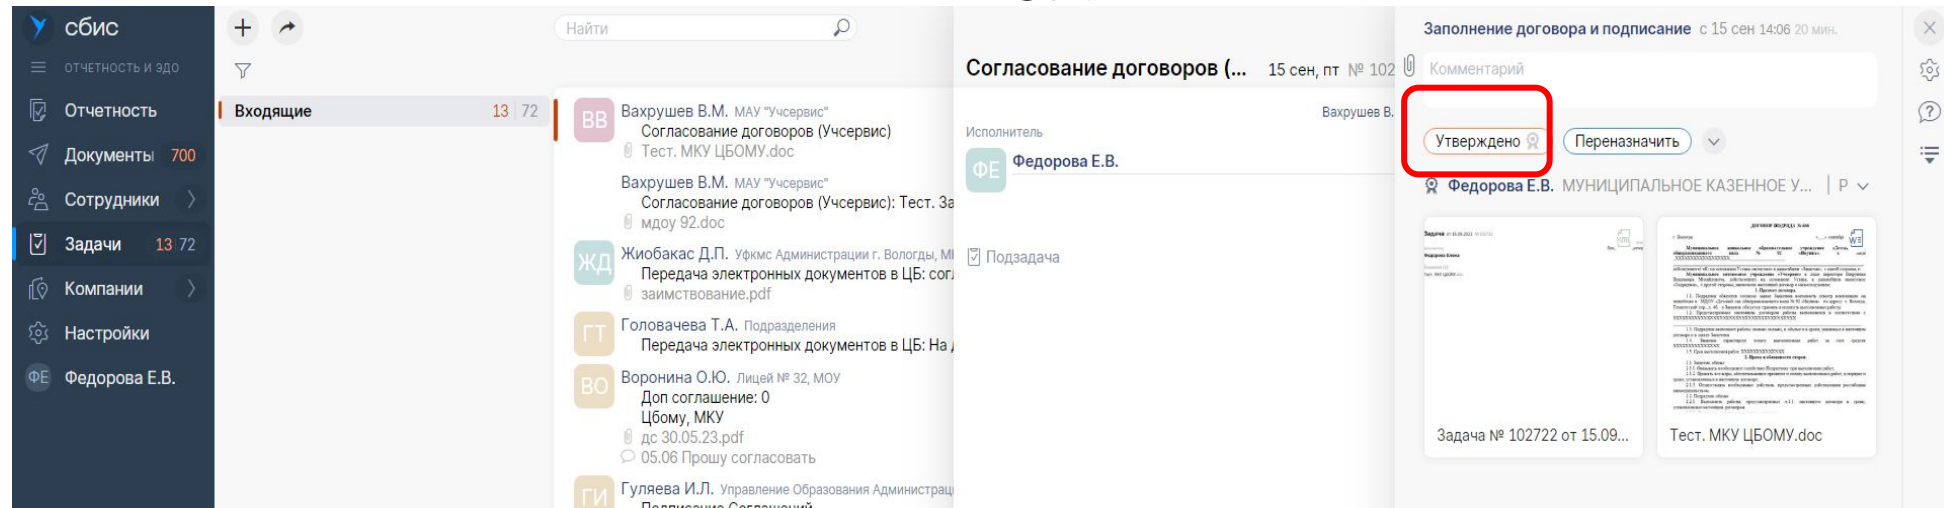 сбис
ОТЧЕТНОСТЬ И ЭДО
Отчетность
Документы 700
Сотрудники
Задачи 13 72
Компании
Настройки
ФЕ Федорова Е.В.
Входящие 13 72
Найти
ВВ
Вахрушев В.М. МАУ "Учсервис"
Согласование договоров (Учсервис)
Тест. МКУ ЦБОМУ.doc
Вахрушев В.М. МАУ "Учсервис"
Согласование договоров (Учсервис): Тест. За
мдоу 92.doc
ЖД
Жиобакас Д.П. Уфкмс Администрации г. Вологды, М
Передача электронных документов в ЦБ: сог
заимствование.pdf
ГТ
Головачева Т.А. Подразделения
Передача электронных документов в ЦБ: На
ВО
Воронина О.Ю. Лицей № 32, МОУ
Доп соглашение: 0
Цбому, МКУ
дс 30.05.23.pdf
05.06 Прошу согласовать
ГИ
Гуляева И.Л. Управление Образования Администрац
Подписание Соглашений
Согласование договоров (... 15 сен, пт № 102
Вахрушев В.
Исполнитель
ФЕ
Федорова Е.В.
Подзадача
Заполнение договора и подписание с 15 сен 14:06 20 мин.
Комментарий
Утверждено
Переназначить
Федорова Е.В. МУНИЦИПАЛЬНОЕ КАЗЕННОЕ У... Р
Задача № 102722 от 15.09...
Тест. МКУ ЦБОМУ.doc